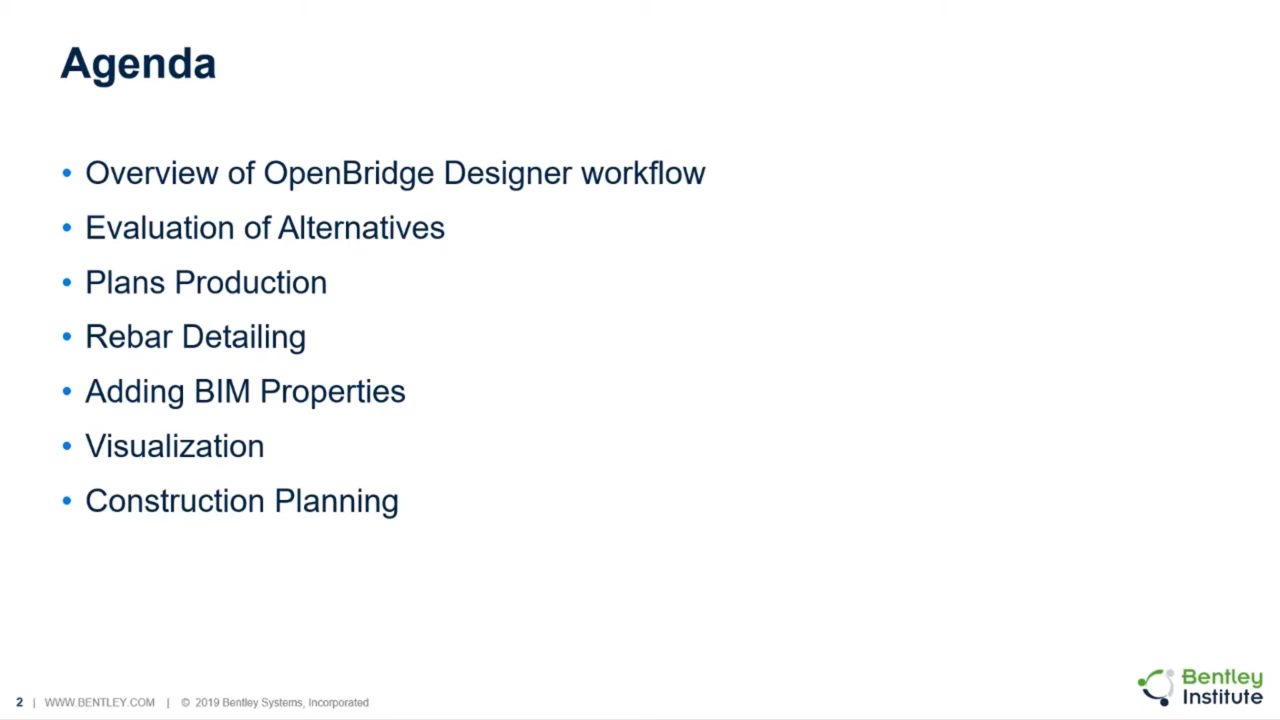 Agenda
• Overview of OpenBridge Designer workflow
• Evaluation of Alternatives
• Plans Production
• Rebar Detailing
• Adding BIM Properties
• Visualization
• Construction Planning
2 | WWW.BENTLEY.COM | © 2019 Bentley Systems, Incorporated
Bentley
Institute